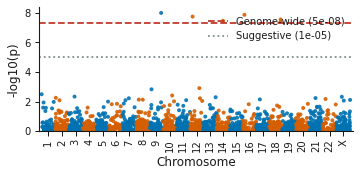 8
6
4
2
0
-log10(p)
Genome-wide (5e-08)
Suggestive (1e-05)
1 2 3 4 5 6 7 8 9 10 11 12 13 14 15 16 17 18 19 20 21 22 X
Chromosome